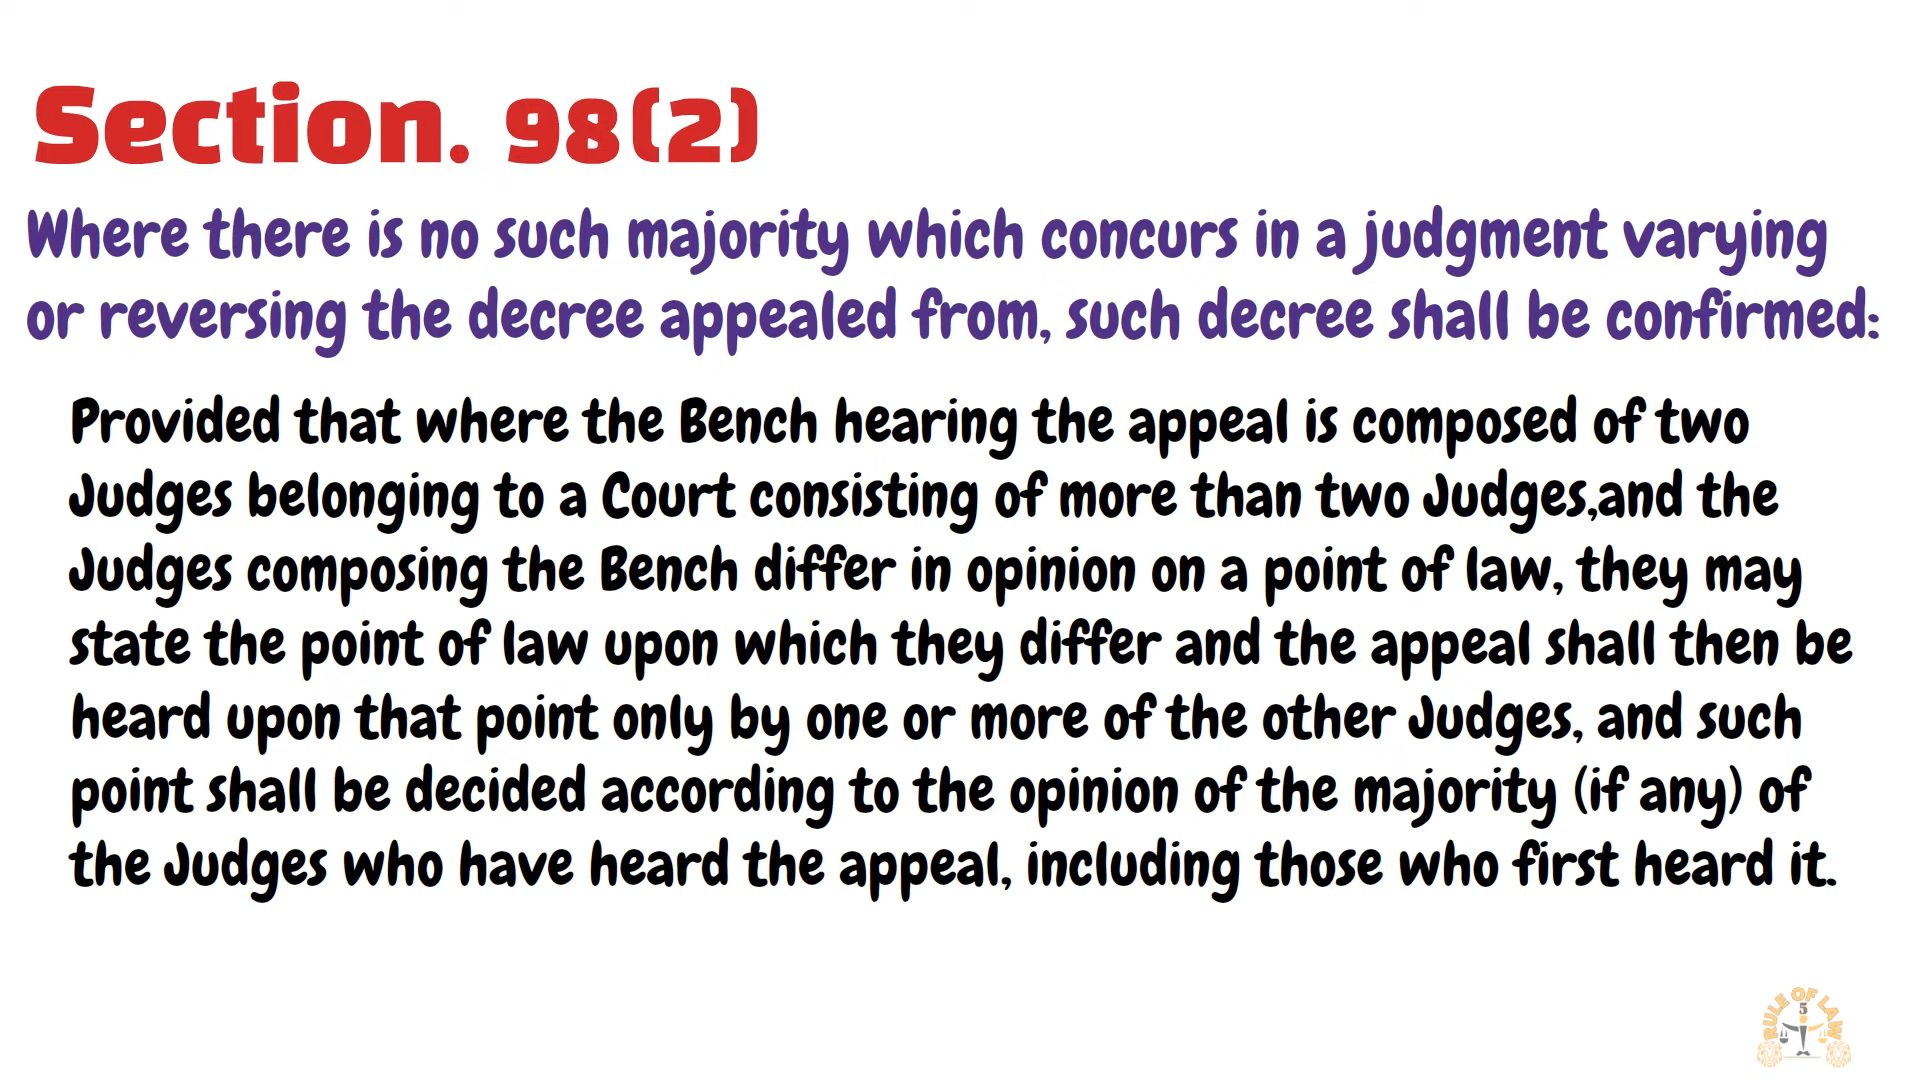 Section. 98(2)
Where there is no such majority which concurs in a judgment varying
or reversing the decree appealed from, such decree shall be confirmed:
Provided that where the Bench hearing the appeal is composed of two
Judges belonging to a Court consisting of more than two Judges,and the
Judges composing the Bench differ in opinion on a point of law, they may
state the point of law upon which they differ and the appeal shall then be
heard upon that point only by one or more of the other Judges, and such
point shall be decided according to the opinion of the majority (if any) of
the Judges who have heard the appeal, including those who first heard it.
RULE OF LAW
5